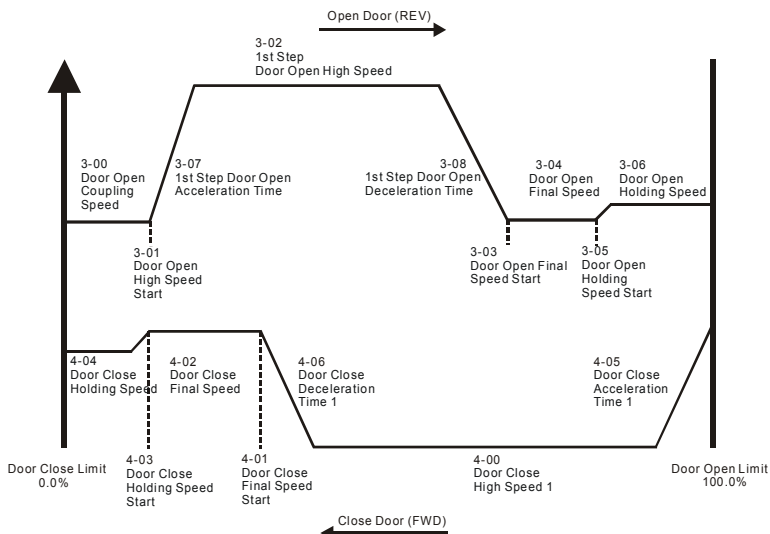 Open Door (REV)
3-02
1st Step
Door Open High Speed
3-00
Door Open
Coupling
Speed
3-07
1st Step Door Open
Acceleration Time
3-08
1st Step Door Open
Deceleration Time
3-04
Door Open
Final Speed
3-06
Door Open
Holding Speed
3-01
Door Open
High Speed
Start
3-03
Door Open Final
Speed Start
3-05
Door Open
Holding
Speed Start
4-04
Door Close
Holding Speed
4-02
Door Close
Final Speed
4-06
Door Close
Deceleration
Time 1
4-05
Door Close
Acceleration
Time 1
Door Close Limit
0.0%
4-03
Door Close
Holding Speed
Start
4-01
Door Close
Final Speed
Start
4-00
Door Close
High Speed 1
Door Open Limit
100.0%
Close Door (FWD)